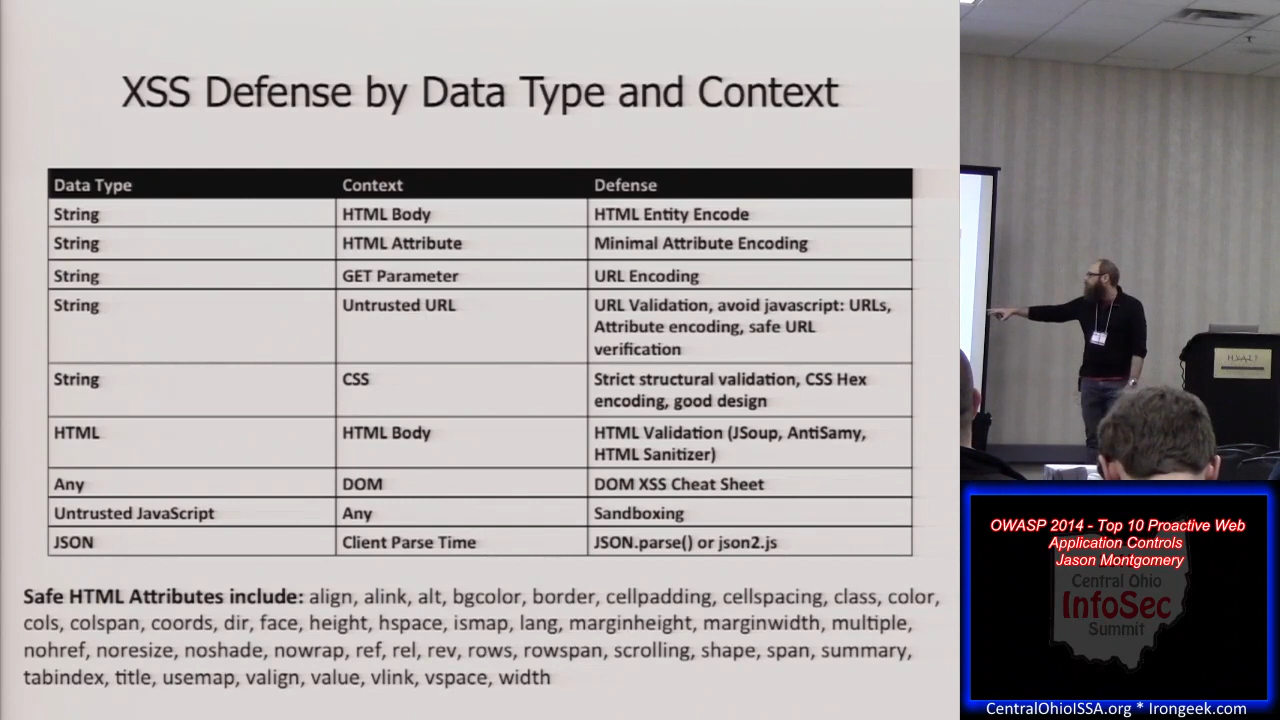 XSS Defense by Data Type and Context
Data Type Context Defense
String HTML Body HTML Entity Encode
String HTML Attribute Minimal Attribute Encoding
String GET Parameter URL Encoding
String Untrusted URL URL Validation, avoid javascript: URLs,
Attribute encoding, safe URL
verification
String CSS Strict structural validation, CSS Hex
encoding, good design
HTML HTML Body HTML Validation (JSoup, AntiSamy,
HTML Sanitizer)
Any DOM DOM XSS Cheat Sheet
Untrusted JavaScript Any Sandboxing
JSON Client Parse Time JSON.parse() or json2.js
Safe HTML Attributes include: align, alink, alt, bgcolor, border, cellpadding, cellspacing, class, color,
cols, colspan, coords, dir, face, height, hspace, ismap, lang, marginheight, marginwidth, multiple,
nohref, noresize, noshade, nowrap, ref, rel, rev, rows, rowspan, scrolling, shape, span, summary,
tabindex, title, usemap, valign, value, vlink, vspace, width
OWASP 2014 - Top 10 Proactive Web
Application Controls
Jason Montgomery
Central Ohio
InfoSec
Summit
CentralOhioISSA.org * Irongeek.com